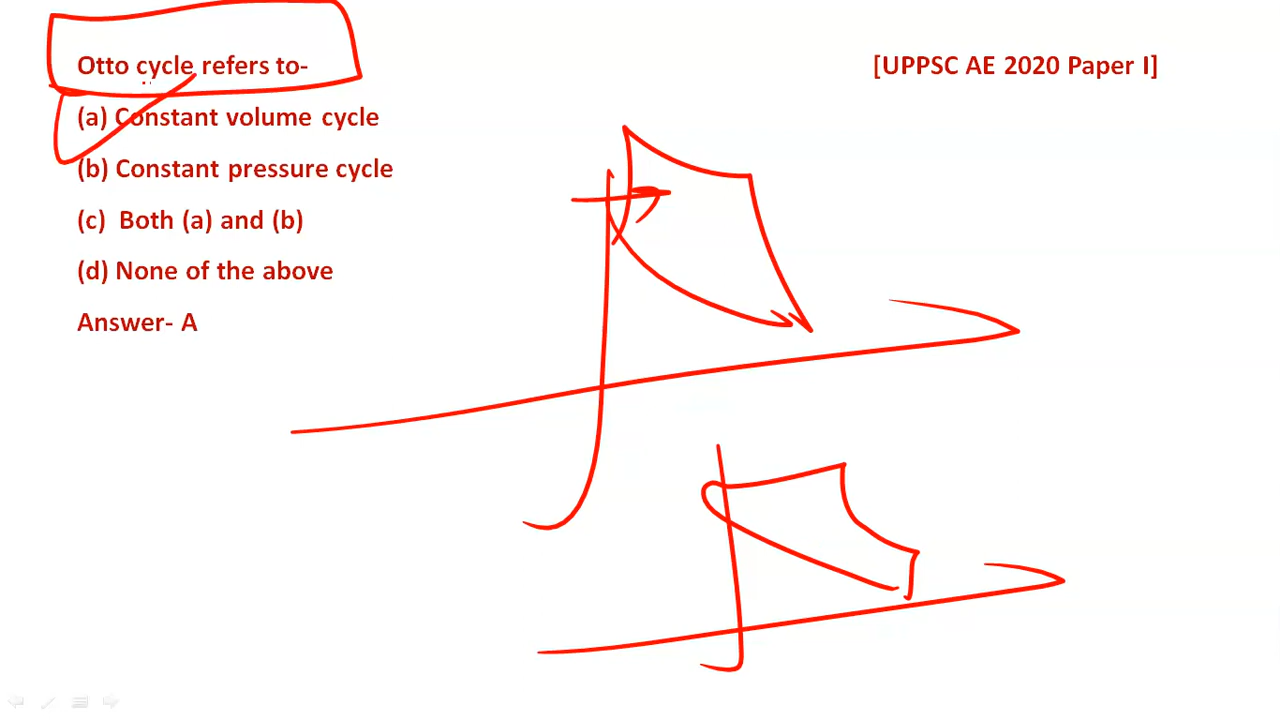 Otto cycle refers to-
[UPPSC AE 2020 Paper I]
(a) Constant volume cycle
(b) Constant pressure cycle
(c) Both (a) and (b)
(d) None of the above
Answer- A